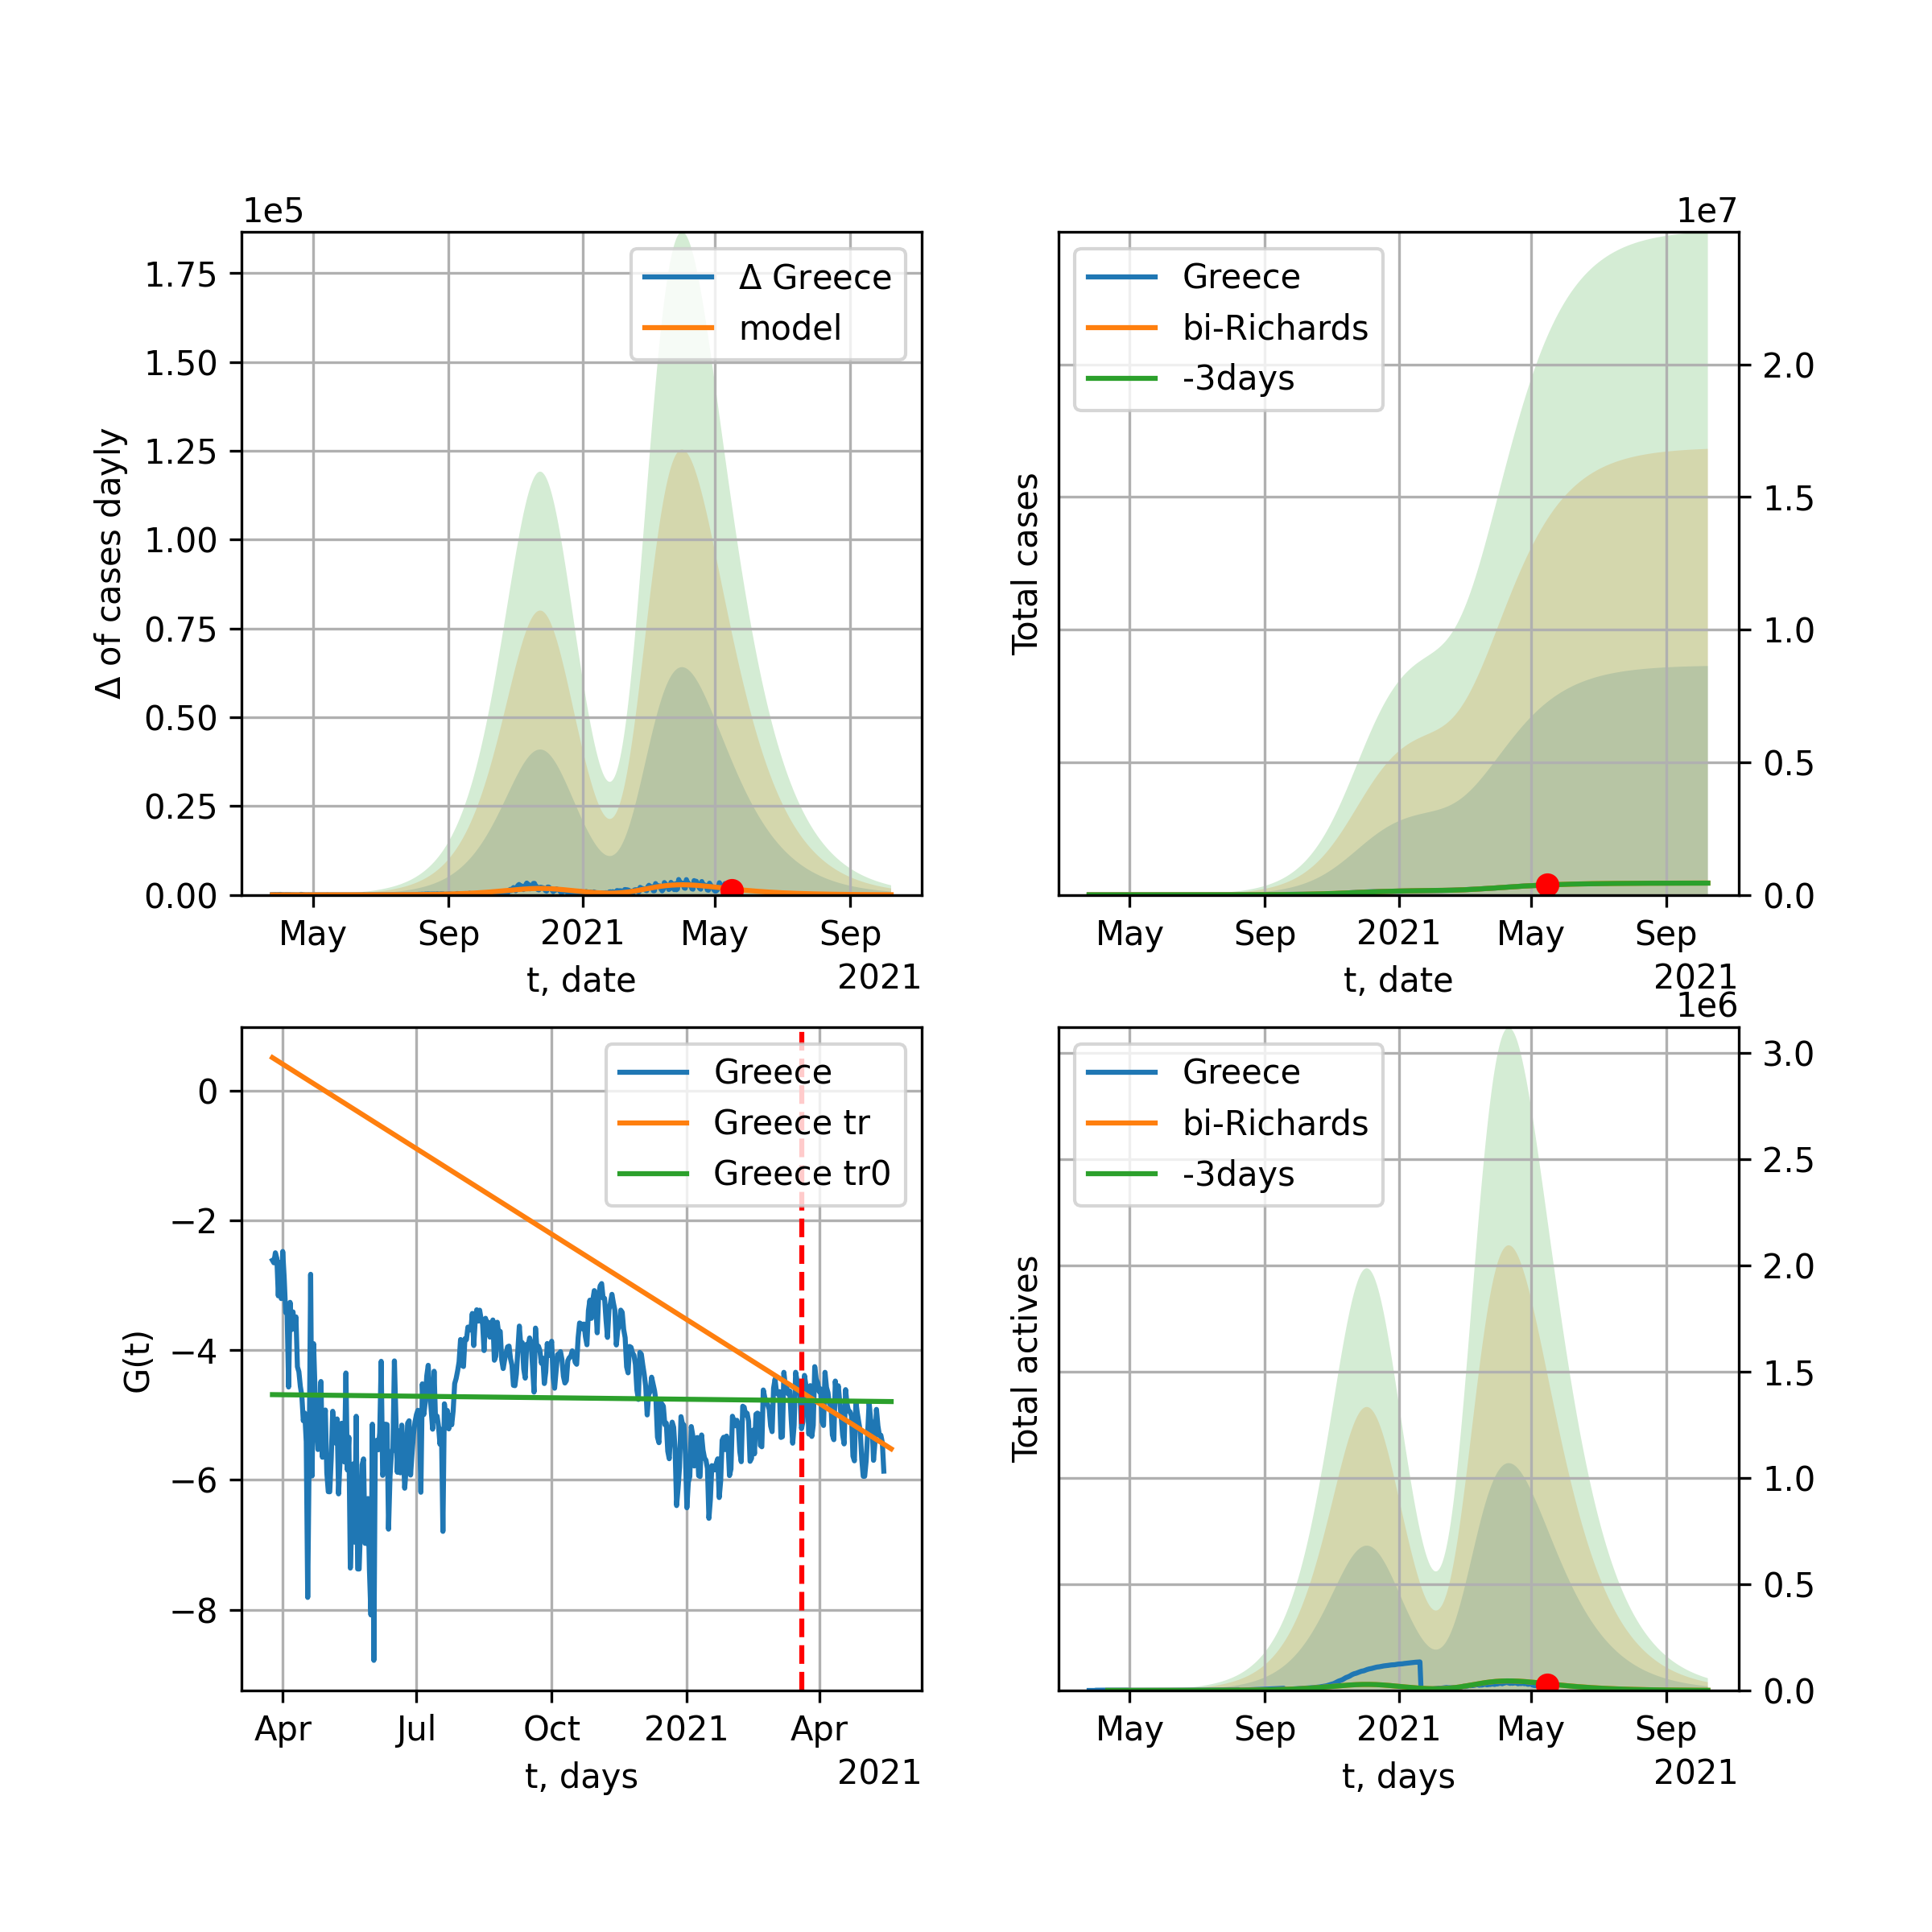 1e5
1.75
1.50
1.25
1.00
0.75
0.50
0.25
0.00
Δ of cases dayly
Δ Greece
model
May
Sep
2021
May
Sep
t, date
2021
1e7
Greece
bi-Richards
-3days
Total cases
2.0
1.5
1.0
0.5
0.0
May
Sep
2021
May
Sep
t, date
2021
0
−2
−4
−6
−8
G(t)
Greece
Greece tr
Greece tr0
Apr
Jul
Oct
2021
Apr
t, days
2021
1e6
Greece
bi-Richards
-3days
Total actives
3.0
2.5
2.0
1.5
1.0
0.5
0.0
May
Sep
2021
May
Sep
t, days
2021